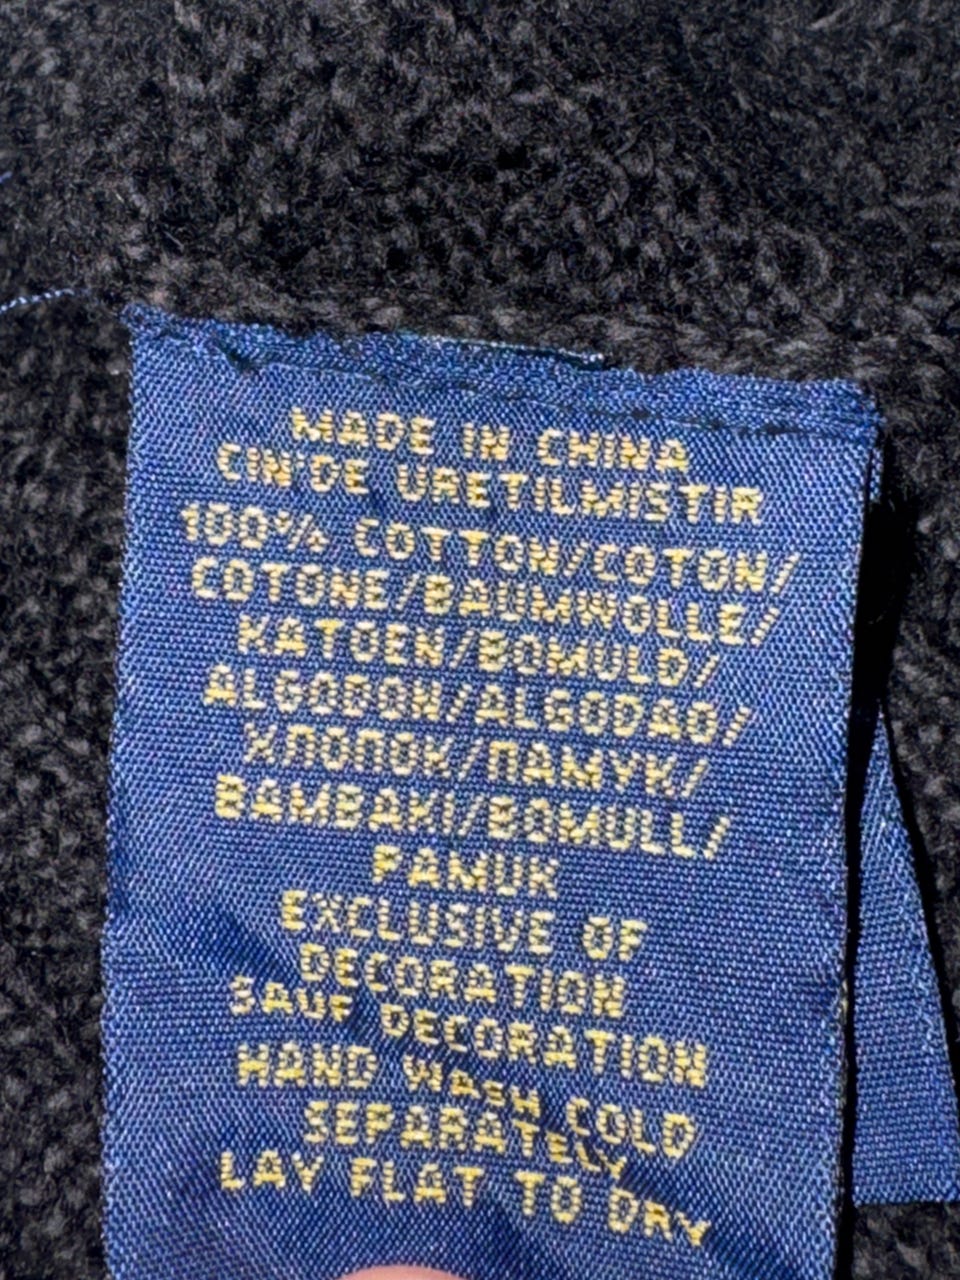 MADE IN CHINA
CIN'DE URETILMISTIR
100% COTTON/COTON/
COTONE/BAUMWOLLE/
KATOEN/BOMULD/
ALGODON/ALGODAO/
ХЛОПОК/ПАМУК/
BAMBAKI/BOMULL/
PAMUK
EXCLUSIVE OF
DECORATION
SAUF DECORATION
HAND WASH COLD
SEPARATELY
LAY FLAT TO DRY